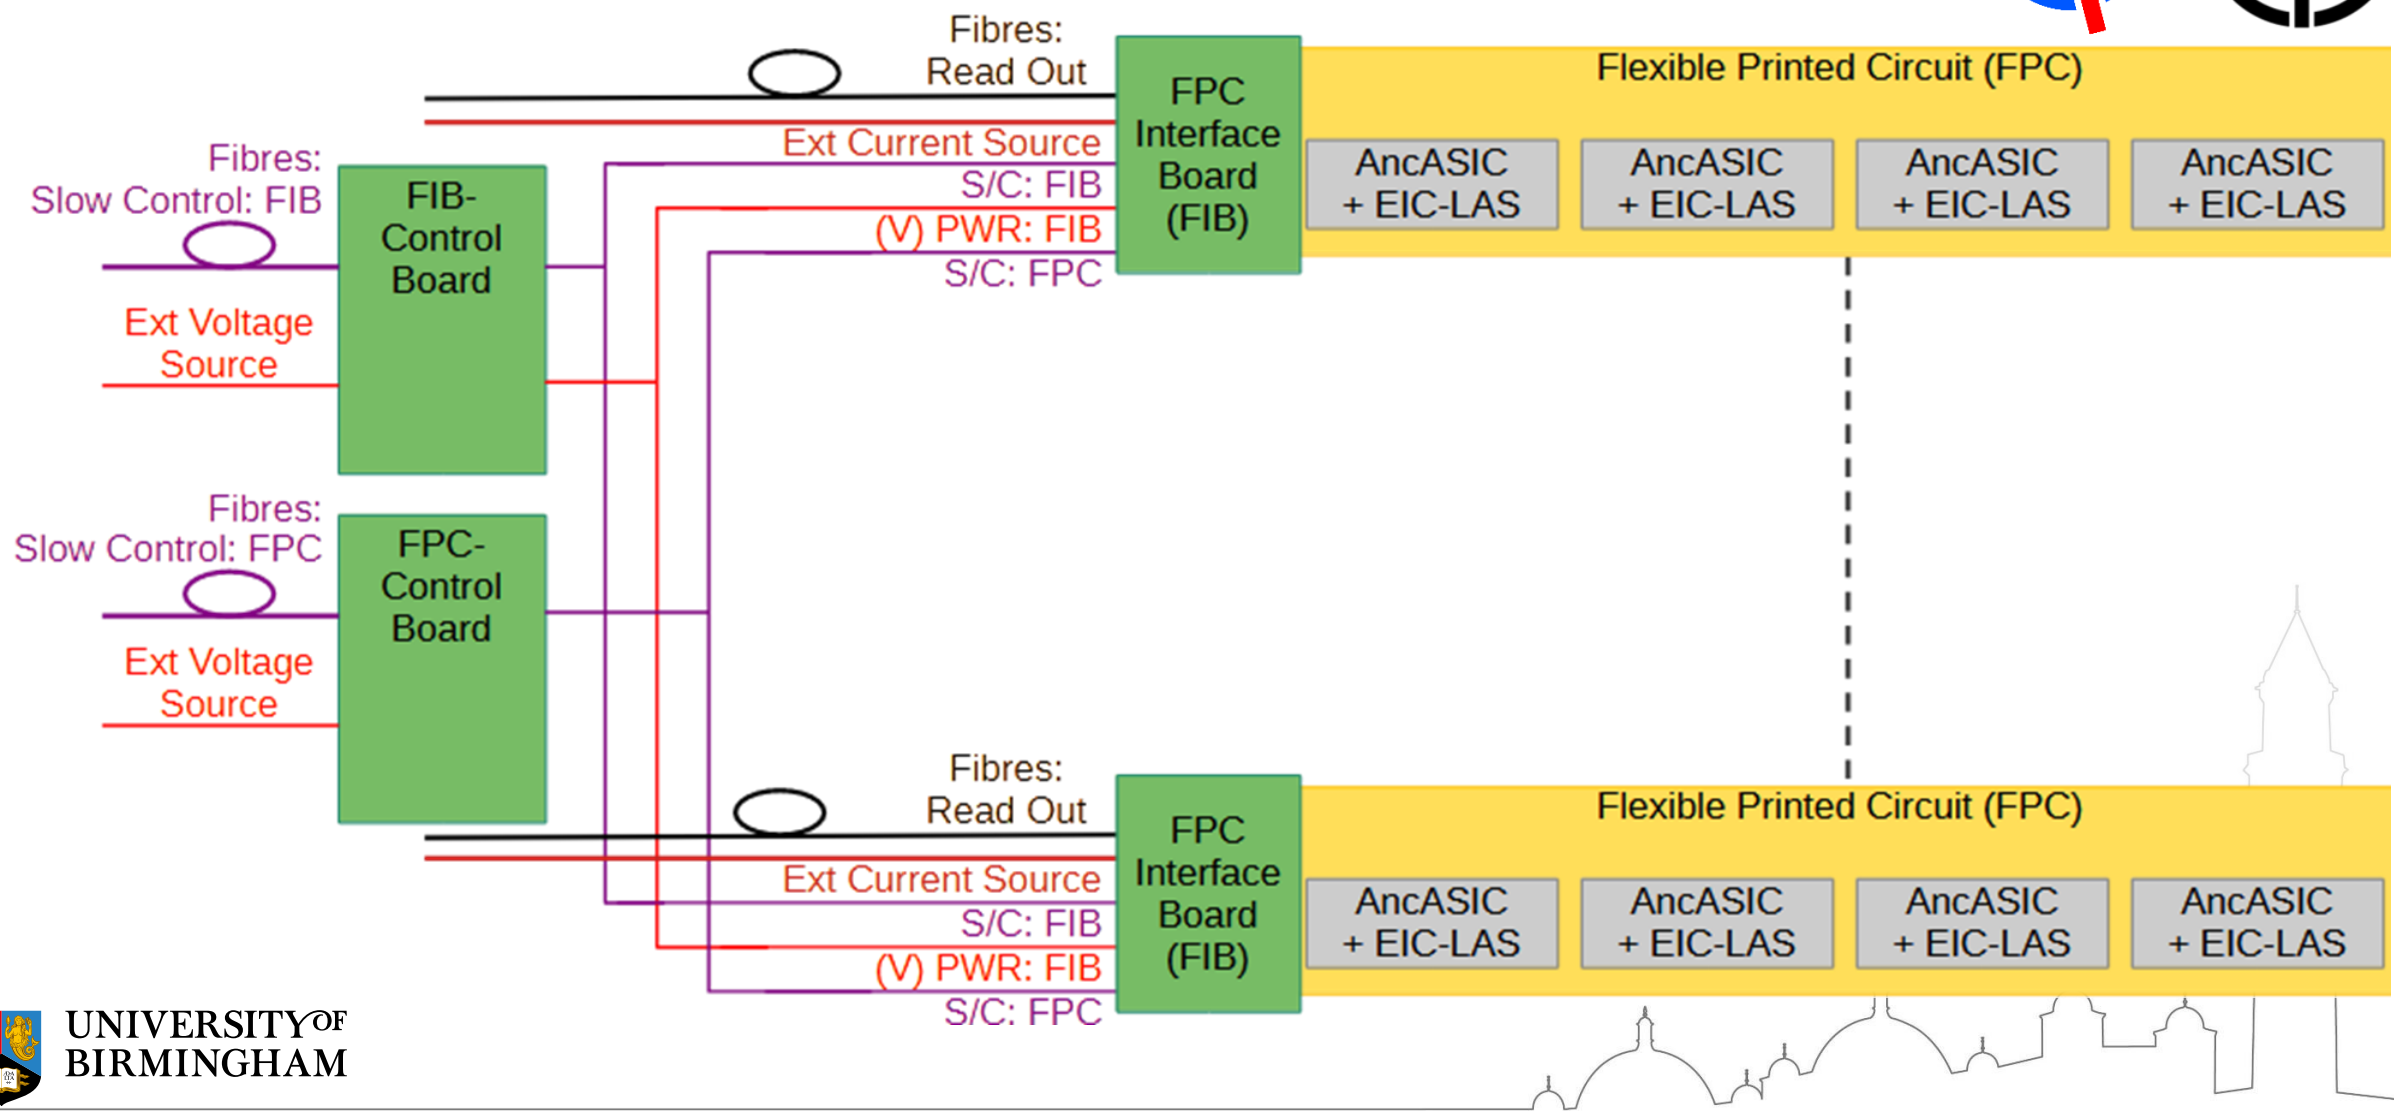 Fibres:
Read Out
Ext Current Source
S/C: FIB
(V) PWR: FIB
S/C: FPC
FPC
Interface
Board
(FIB)
Flexible Printed Circuit (FPC)
AncASIC
+ EIC-LAS
AncASIC
+ EIC-LAS
AncASIC
+ EIC-LAS
AncASIC
+ EIC-LAS
Fibres:
Slow Control: FIB
Ext Voltage
Source
FIB-
Control
Board
Fibres:
Slow Control: FPC
Ext Voltage
Source
FPC-
Control
Board
Fibres:
Read Out
Ext Current Source
S/C: FIB
(V) PWR: FIB
S/C: FPC
FPC
Interface
Board
(FIB)
Flexible Printed Circuit (FPC)
AncASIC
+ EIC-LAS
AncASIC
+ EIC-LAS
AncASIC
+ EIC-LAS
AncASIC
+ EIC-LAS
UNIVERSITY OF
BIRMINGHAM